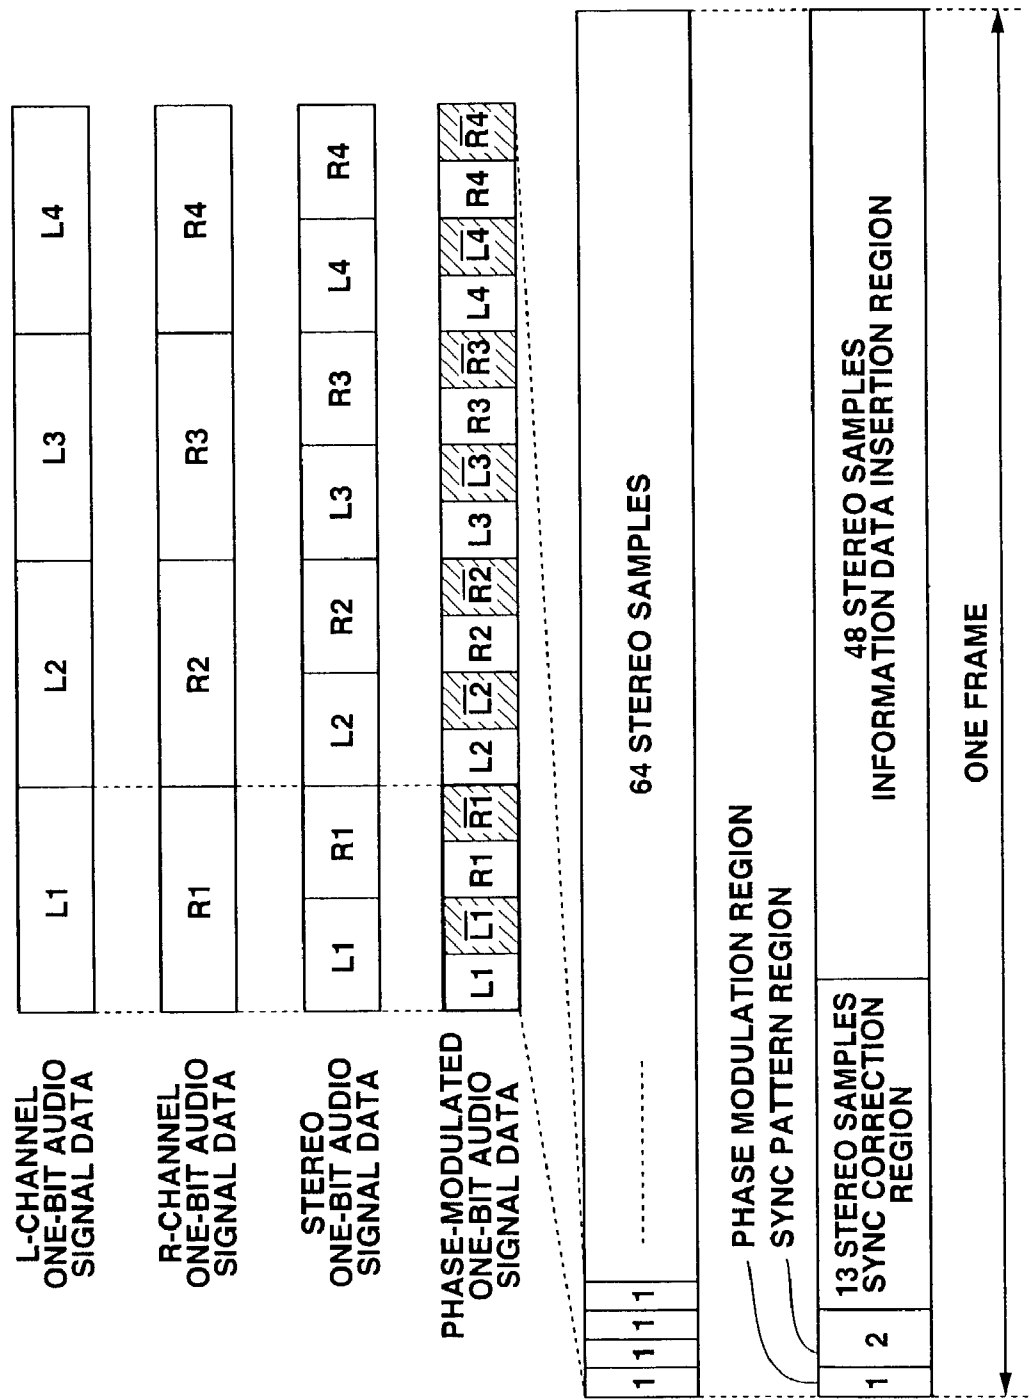 L-CHANNEL
ONE-BIT AUDIO
SIGNAL DATA
L1 L2 L3 L4
R-CHANNEL
ONE-BIT AUDIO
SIGNAL DATA
R1 R2 R3 R4
STEREO
ONE-BIT AUDIO
SIGNAL DATA
L1 R1 L2 R2 L3 R3 L4 R4
PHASE-MODULATED
ONE-BIT AUDIO
SIGNAL DATA
L1 L̅1̅ R1 R̅1̅ L2 L̅2̅ R2 R̅2̅ L3 L̅3̅ R3 R̅3̅ L4 L̅4̅ R4 R̅4̅
1 1 1 1 64 STEREO SAMPLES
PHASE MODULATION REGION
SYNC PATTERN REGION
1 2
13 STEREO SAMPLES
SYNC CORRECTION
REGION
48 STEREO SAMPLES
INFORMATION DATA INSERTION REGION
ONE FRAME